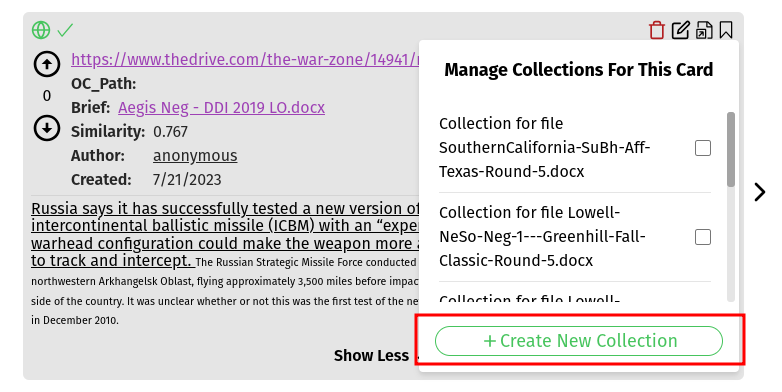 https://www.thedrive.com/the-war-zone/14941/
OC_Path:
0
Brief: Aegis Neg - DDI 2019 LO.docx
Similarity: 0.767
Author: anonymous
Created: 7/21/2023
Russia says it has successfully tested a new version of
intercontinental ballistic missile (ICBM) with an “expe
warhead configuration could make the weapon more a
to track and intercept. The Russian Strategic Missile Force conducted
northwestern Arkhangelsk Oblast, flying approximately 3,500 miles before impac
side of the country. It was unclear whether or not this was the first test of the ne
in December 2010.
Show Less
Manage Collections For This Card
Collection for file
SouthernCalifornia-SuBh-Aff-
Texas-Round-5.docx
Collection for file Lowell-
NeSo-Neg-1---Greenhill-Fall-
Classic-Round-5.docx
Collection for file Lowell-
+ Create New Collection